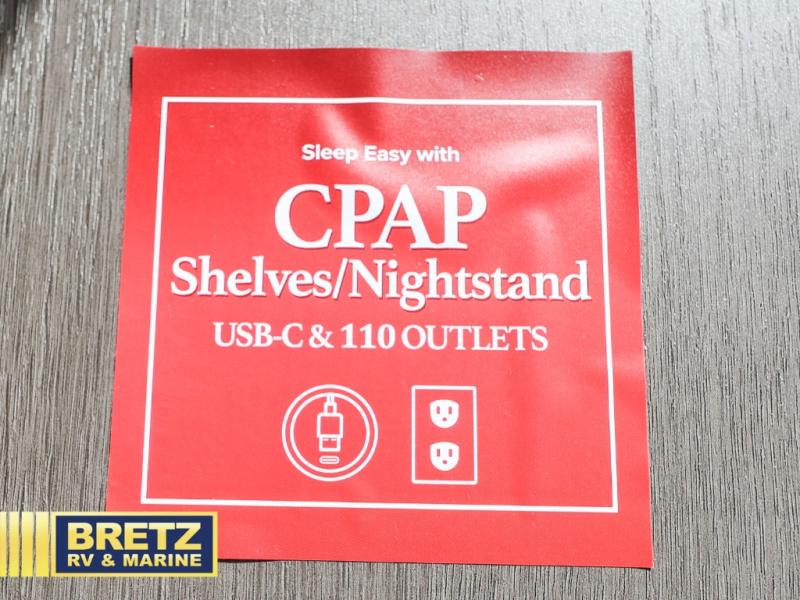 Sleep Easy with
CPAP
Shelves/Nightstand
USB-C & 110 OUTLETS
BRETZ
RV & MARINE